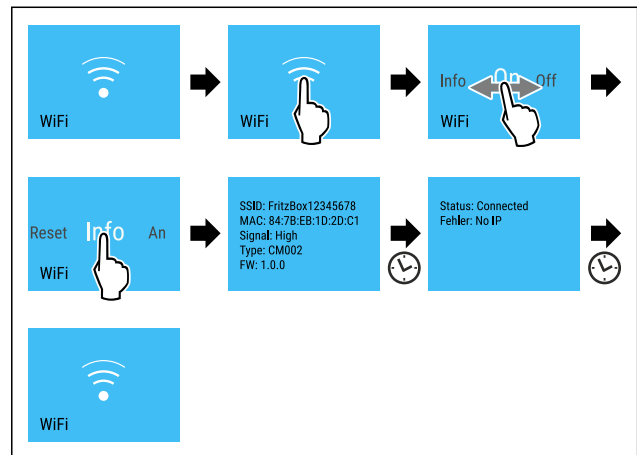 WiFi
WiFi
Info On Off
WiFi
Reset Info An
WiFi
SSID: FritzBox12345678
MAC: 84:7B:EB:1D:2D:C1
Signal: High
Type: CM002
FW: 1.0.0
Status: Connected
Fehler: No IP
WiFi